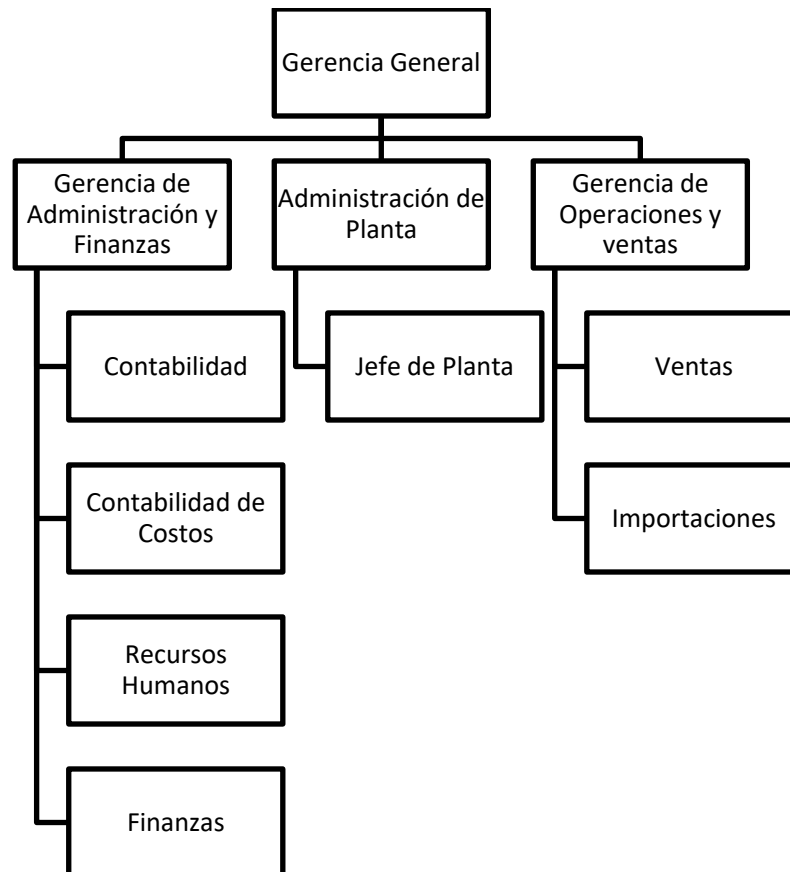 Gerencia General
Gerencia de
Administración y
Finanzas
Administración de
Planta
Gerencia de
Operaciones y
ventas
Contabilidad
Jefe de Planta
Ventas
Contabilidad de
Costos
Importaciones
Recursos
Humanos
Finanzas